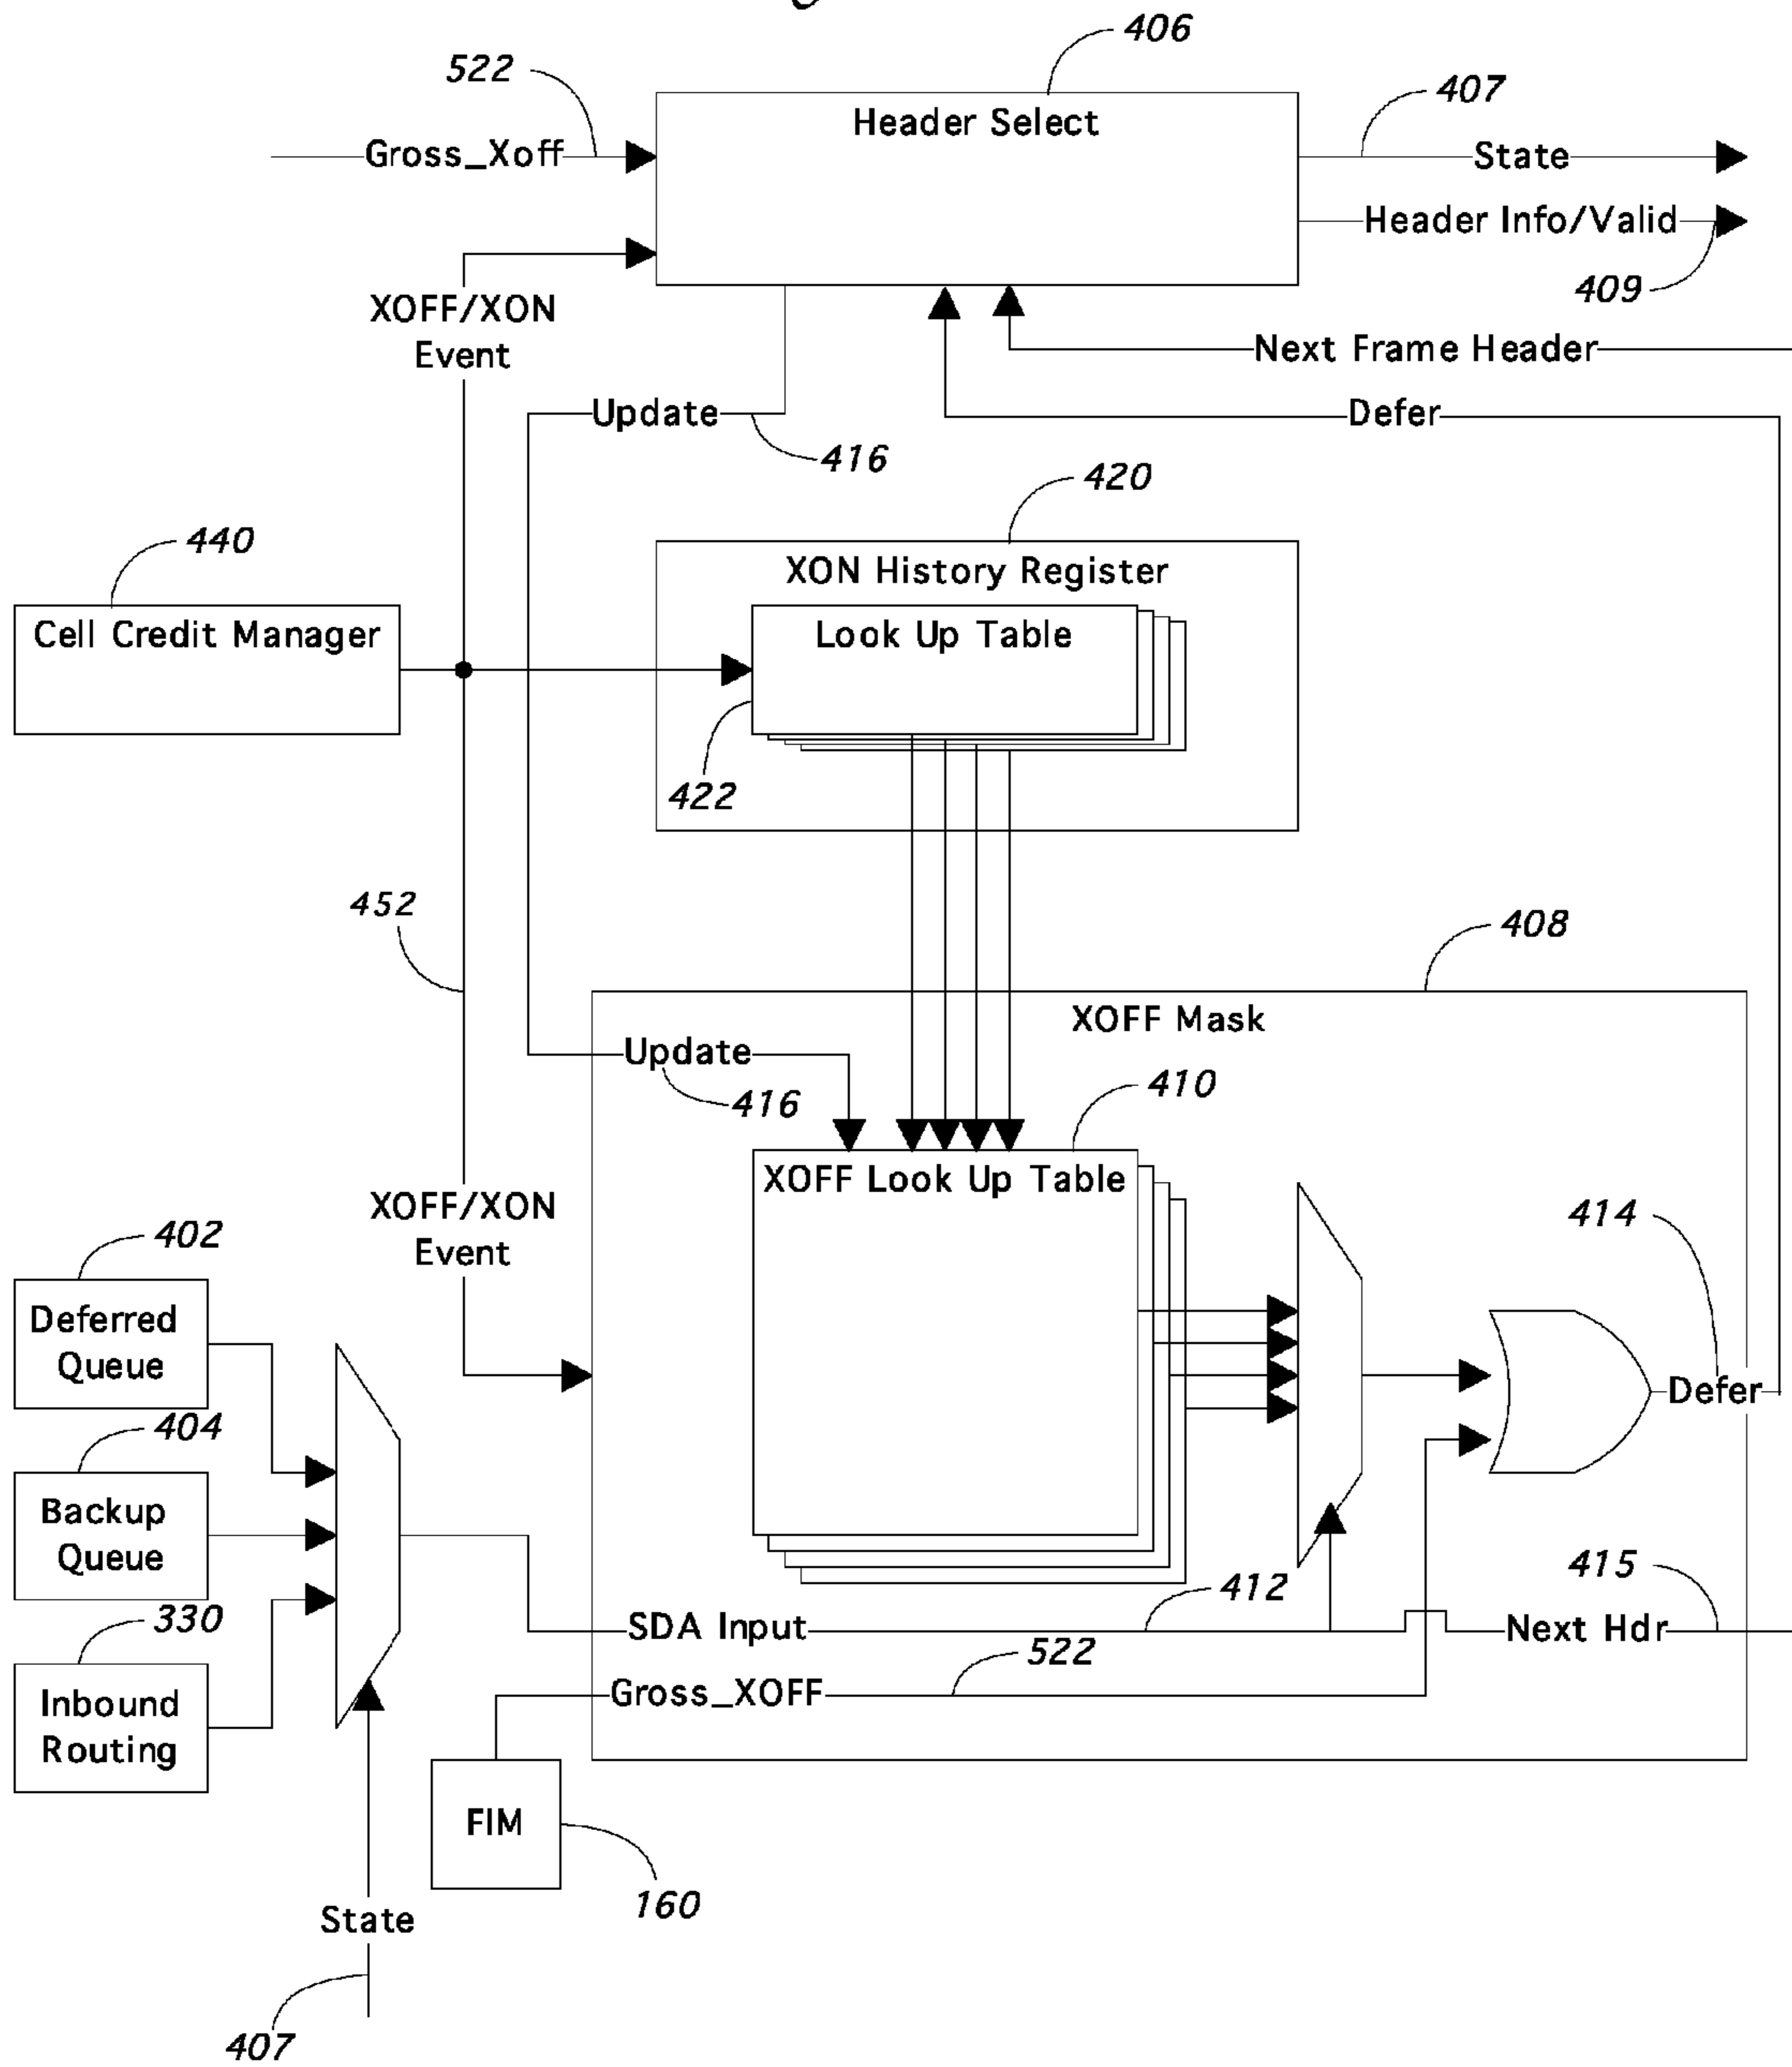 406
522
Header Select
407
Gross_Xoff
State
Header Info/Valid
409
XOFF/XON
Event
Next Frame Header
Update
Defer
416
420
440
XON History Register
Cell Credit Manager
Look Up Table
422
452
408
XOFF Mask
Update
416
410
XOFF Look Up Table
XOFF/XON
Event
402
414
Deferred
Queue
Defer
404
Backup
Queue
412
415
330
SDA Input
Next Hdr
522
Gross_XOFF
Inbound
Routing
FIM
160
State
407